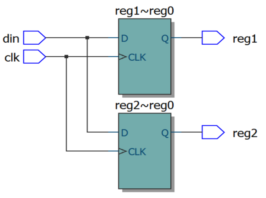 reg1~reg0
din
D
Q
reg1
clk
>CLK
reg2~reg0
D
Q
reg2
>CLK